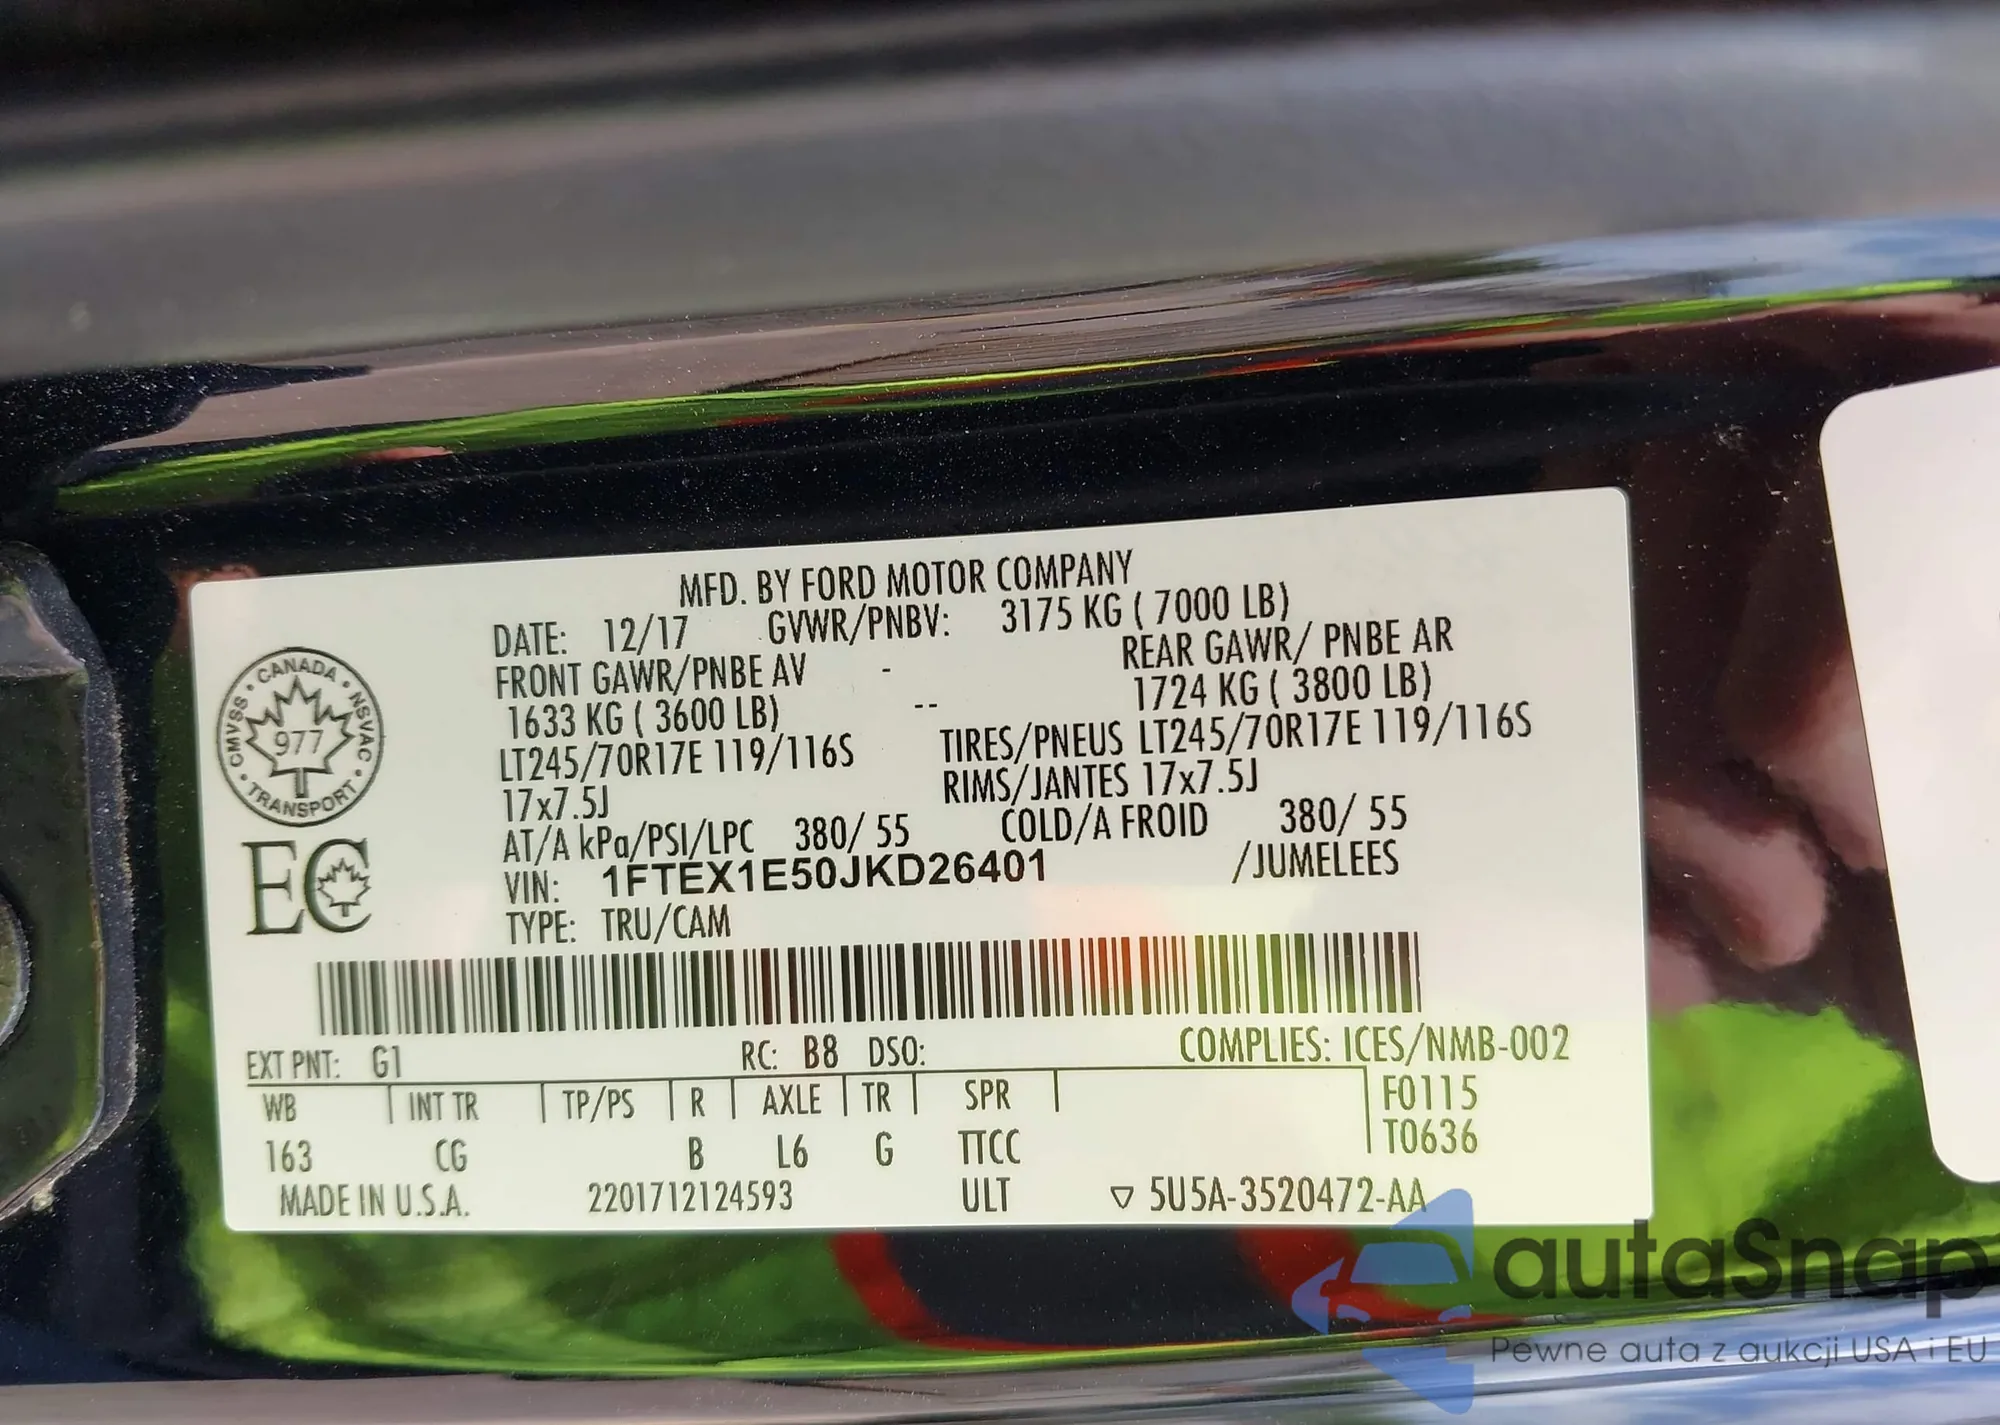 MFD. BY FORD MOTOR COMPANY
DATE: 12/17 GVWR/PNBV: 3175 KG ( 7000 LB)
FRONT GAWR/PNBE AV - REAR GAWR/ PNBE AR
1633 KG ( 3600 LB) -- 1724 KG ( 3800 LB)
LT245/70R17E 119/116S TIRES/PNEUS LT245/70R17E 119/116S
17x7.5J RIMS/JANTES 17x7.5J
AT/A kPa/PSI/LPC 380/ 55 COLD/A FROID 380/ 55
VIN: 1FTEX1E50JKD26401 /JUMELEES
TYPE: TRU/CAM
CANADA
CMVSS NSVAC
977
TRANSPORT
EC
EXT PNT: G1 RC: B8 DSO: COMPLIES: ICES/NMB-002
WB INT TR TP/PS R AXLE TR SPR F0115
163 CG B L6 G TTCC T0636
MADE IN U.S.A. 2201712124593 ULT ▽ 5U5A-3520472-AA
autaSnap
Pewne auta z aukcji USA i EU